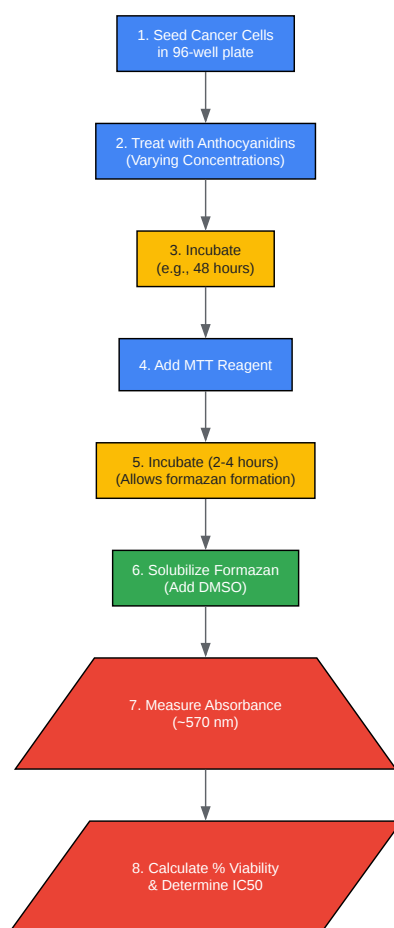 1. Seed Cancer Cells
in 96-well plate
2. Treat with Anthocyanidins
(Varying Concentrations)
3. Incubate
(e.g., 48 hours)
4. Add MTT Reagent
5. Incubate (2-4 hours)
(Allows formazan formation)
6. Solubilize Formazan
(Add DMSO)
7. Measure Absorbance
(~570 nm)
8. Calculate % Viability
& Determine IC50